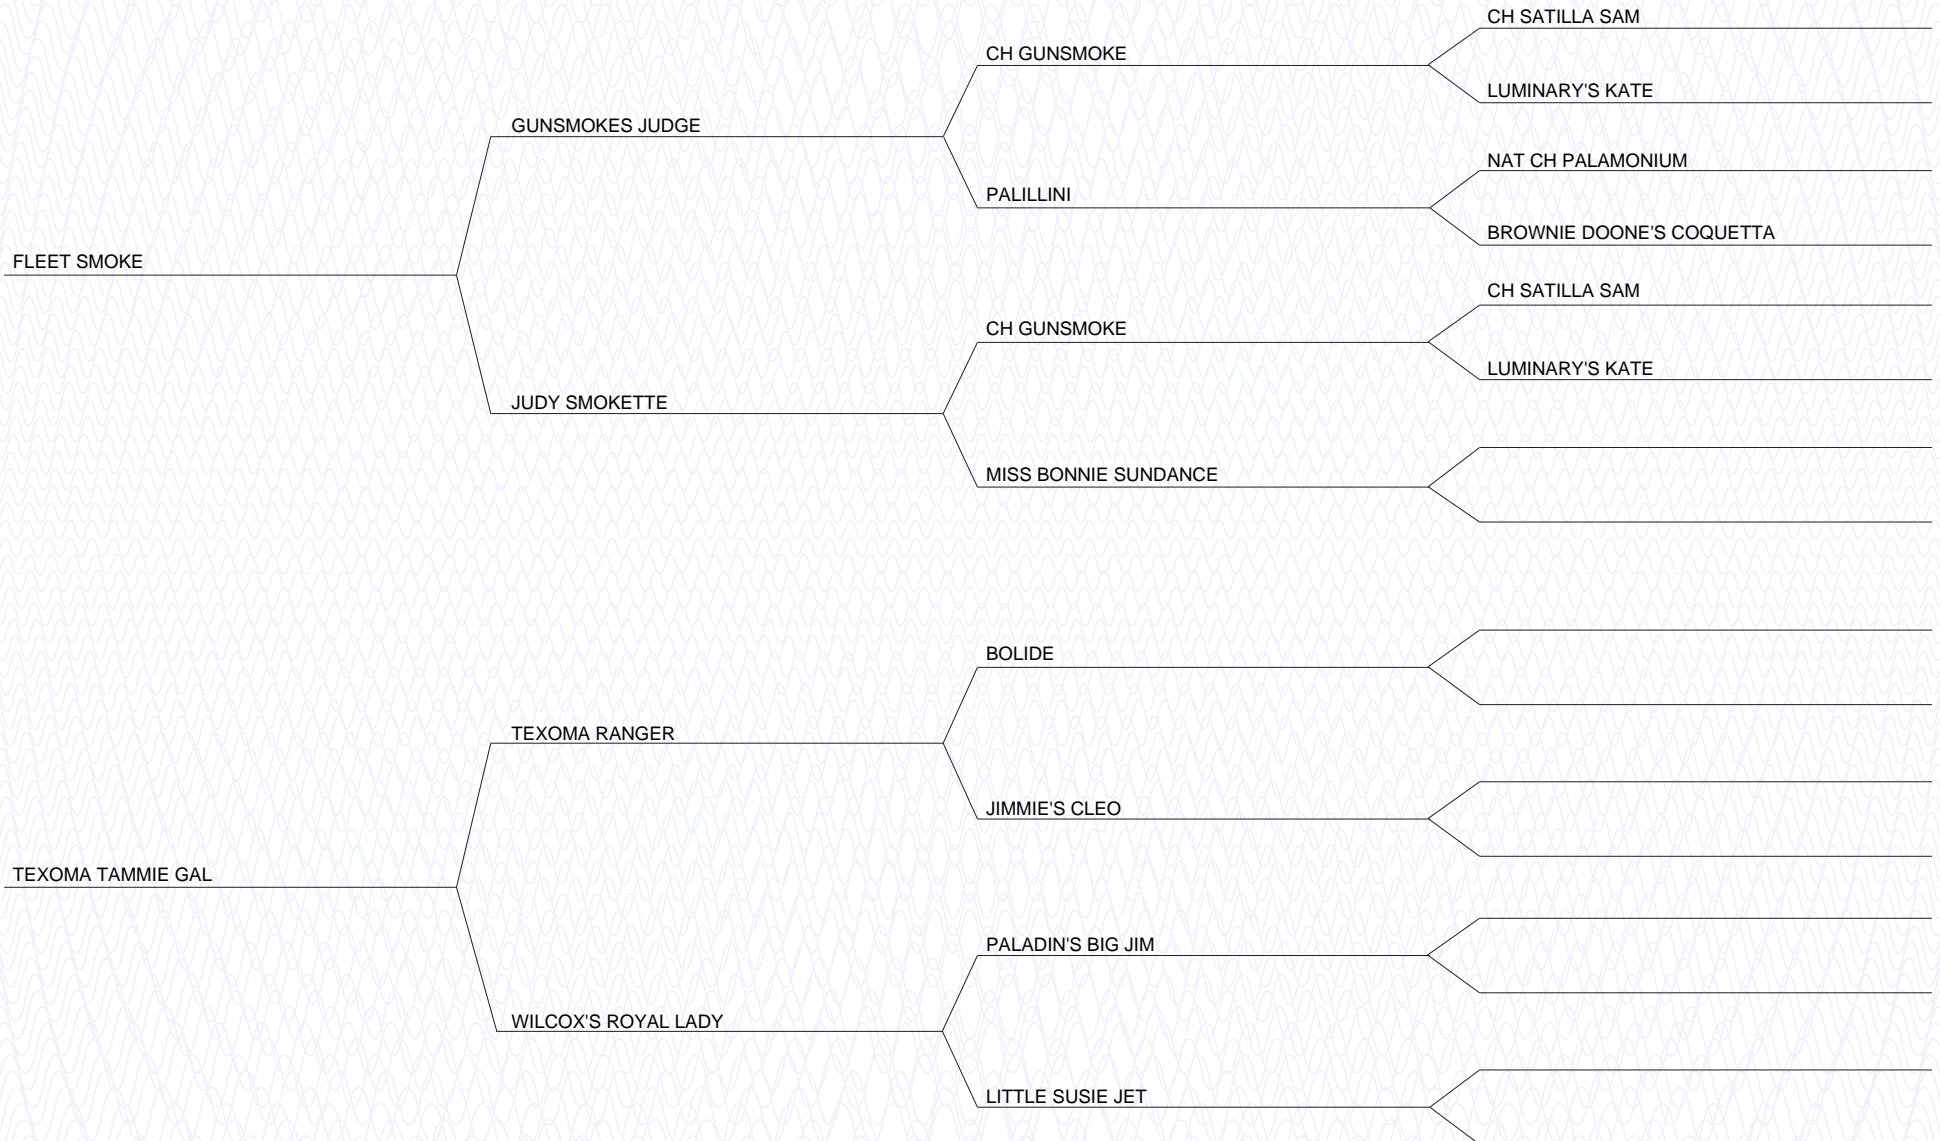 CH SATILLA SAM
CH GUNSMOKE
LUMINARY'S KATE
GUNSMOKES JUDGE
NAT CH PALAMONIUM
PALILLINI
BROWNIE DOONE'S COQUETTA
FLEET SMOKE
CH SATILLA SAM
CH GUNSMOKE
LUMINARY'S KATE
JUDY SMOKETTE
MISS BONNIE SUNDANCE
BOLIDE
TEXOMA RANGER
JIMMIE'S CLEO
TEXOMA TAMMIE GAL
PALADIN'S BIG JIM
WILCOX'S ROYAL LADY
LITTLE SUSIE JET